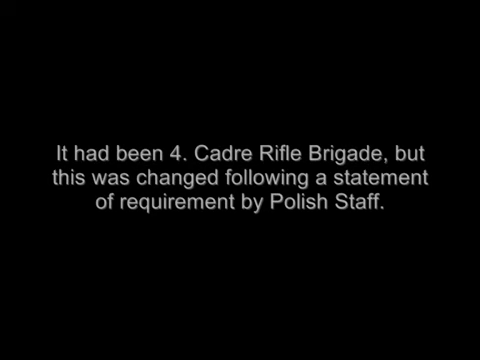 It had been 4. Cadre Rifle Brigade, but
this was changed following a statement
of requirement by Polish Staff.